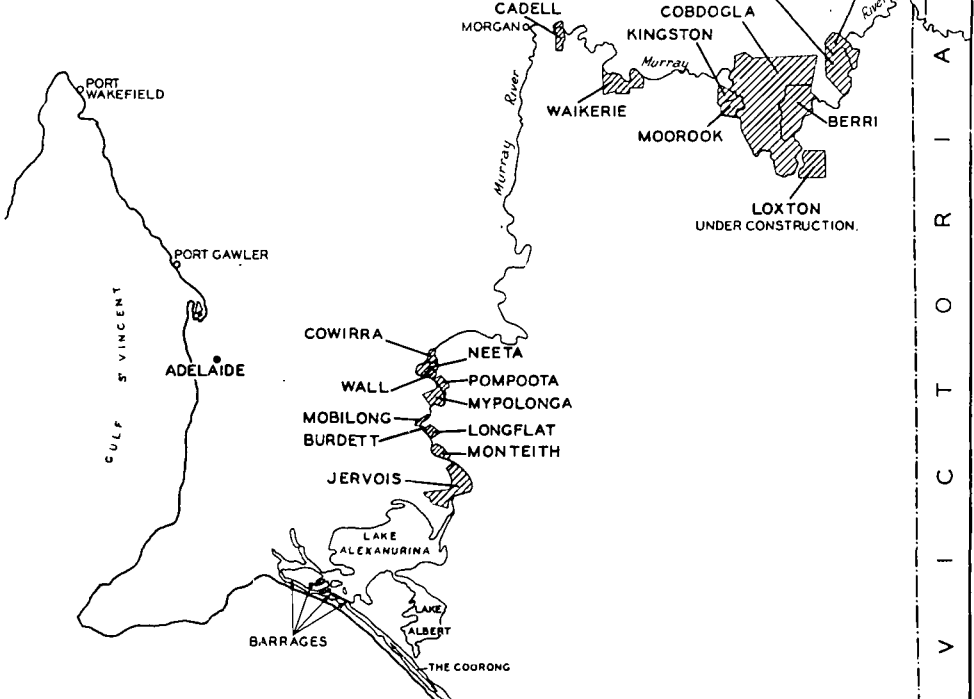 CADELL
MORGAN
COBDOGLA
KINGSTON
River
Murray
PORT
WAKEFIELD
WAIKERIE
MOOROOK
BERRI
Murray River
LOXTON
UNDER CONSTRUCTION.
PORT GAWLER
GULF ST VINCENT
ADELAIDE
COWIRRA
NEETA
WALL
POMPOOTA
MYPOLONGA
MOBILONG
BURDETT
LONGFLAT
MONTEITH
JERVOIS
LAKE
ALEXANURINA
LAKE
ALBERT
BARRAGES
THE COORONG
VICTORIA